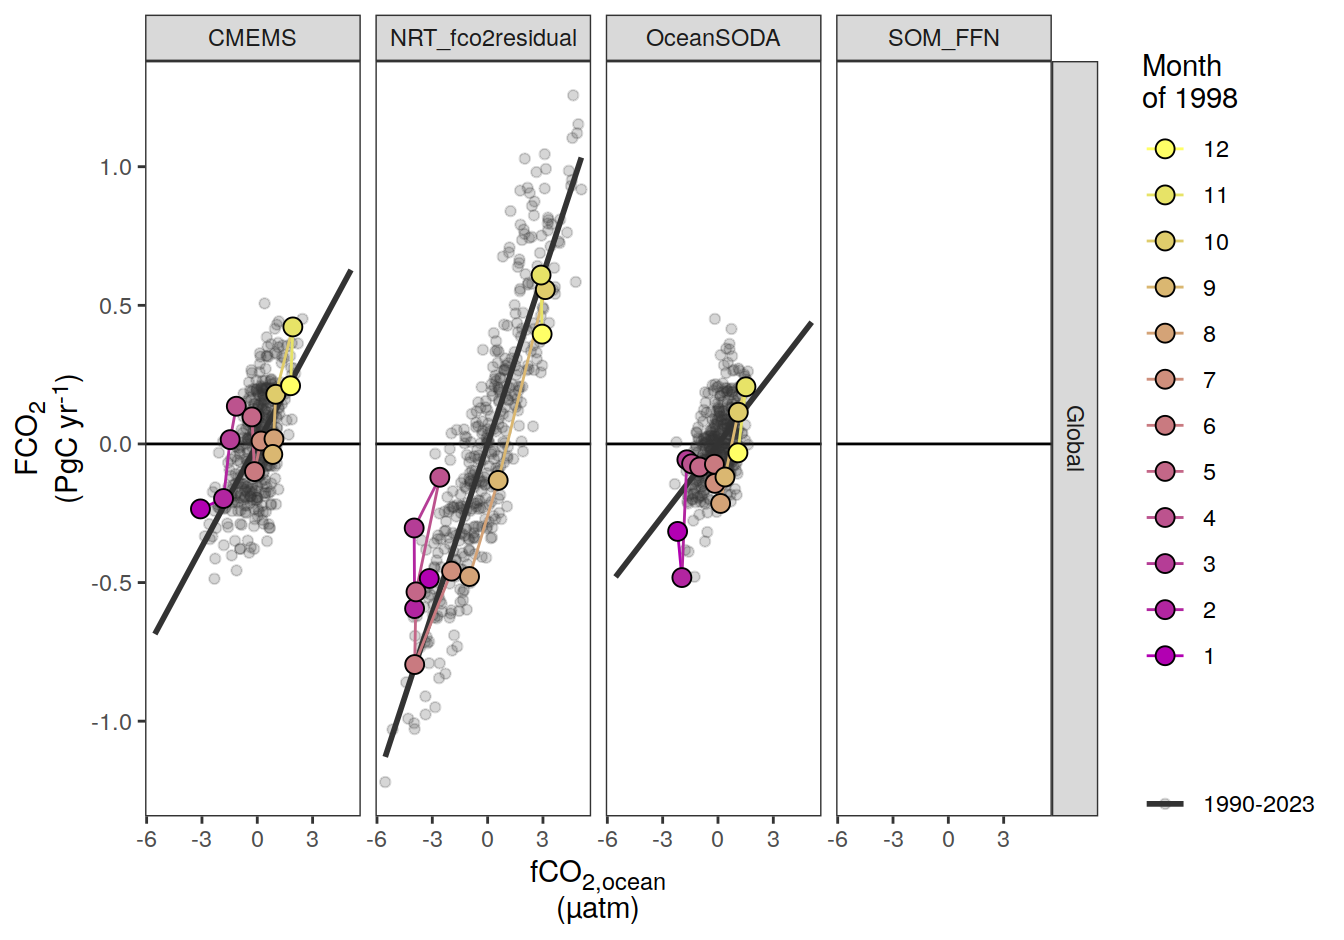 CMEMS
NRT_fco2residual
OceanSODA
SOM_FFN
Global
FCO2
(PgC yr-1)
1.0
0.5
0.0
-0.5
-1.0
-6 -3 0 3
-6 -3 0 3
-6 -3 0 3
-6 -3 0 3
fCO2,ocean
(µatm)
Month
of 1998
12
11
10
9
8
7
6
5
4
3
2
1
1990-2023